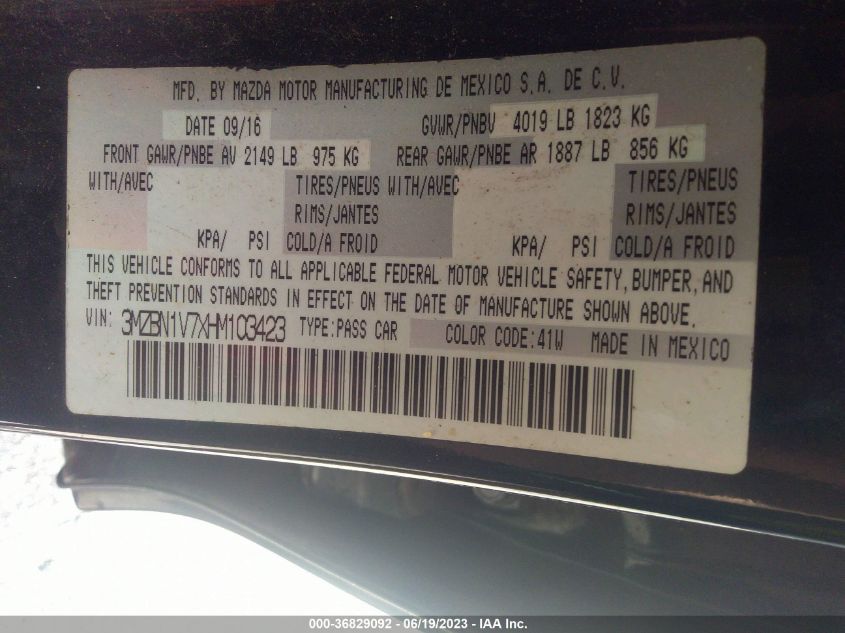 MFD. BY MAZDA MOTOR MANUFACTURING DE MEXICO S.A. DE C.V.
DATE 09/16 GVWR/PNBV 4019 LB 1823 KG
FRONT GAWR/PNBE AV 2149 LB 975 KG REAR GAWR/PNBE AR 1887 LB 856 KG
WITH/AVEC TIRES/PNEUS WITH/AVEC TIRES/PNEUS
RIMS/JANTES RIMS/JANTES
KPA/ PSI COLD/A FROID KPA/ PSI COLD/A FROID
THIS VEHICLE CONFORMS TO ALL APPLICABLE FEDERAL MOTOR VEHICLE SAFETY, BUMPER, AND
THEFT PREVENTION STANDARDS IN EFFECT ON THE DATE OF MANUFACTURE SHOWN ABOVE.
VIN: 3MZBN1V7XHM103423 TYPE:PASS CAR COLOR CODE:41W MADE IN MEXICO
000-36829092 - 06/19/2023 - IAA Inc.